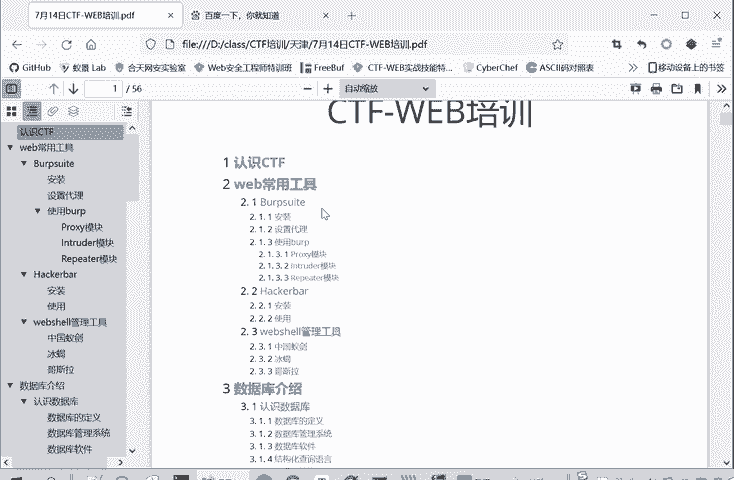 7月14日CTF-WEB培训.pdf
百度一下，你就知道
file:///D:/class/CTF培训/天津/7月14日CTF-WEB培训.pdf
GitHub 蚁景 Lab 合天网安实验室 Web安全工程师特训班 FreeBuf CTF-WEB实战技能特... CyberChef ASCII码对照表 移动设备上的书签
1 / 56 自动缩放
认识CTF
web常用工具
Burpsuite
安装
设置代理
使用burp
Proxy模块
Intruder模块
Repeater模块
Hackerbar
安装
使用
webshell管理工具
中国蚁剑
冰蝎
哥斯拉
数据库介绍
认识数据库
数据库的定义
数据库管理系统
数据库软件
CTF-WEB培训
1 认识CTF
2 web常用工具
2. 1 Burpsuite
2. 1. 1 安装
2. 1. 2 设置代理
2. 1. 3 使用burp
2. 1. 3. 1 Proxy模块
2. 1. 3. 2 Intruder模块
2. 1. 3. 3 Repeater模块
2. 2 Hackerbar
2. 2. 1 安装
2. 2. 2 使用
2. 3 webshell管理工具
2. 3. 1 中国蚁剑
2. 3. 2 冰蝎
2. 3. 3 哥斯拉
3 数据库介绍
3. 1 认识数据库
3. 1. 1 数据库的定义
3. 1. 2 数据库管理系统
3. 1. 3 数据库软件
3. 1. 4 结构化查询语言